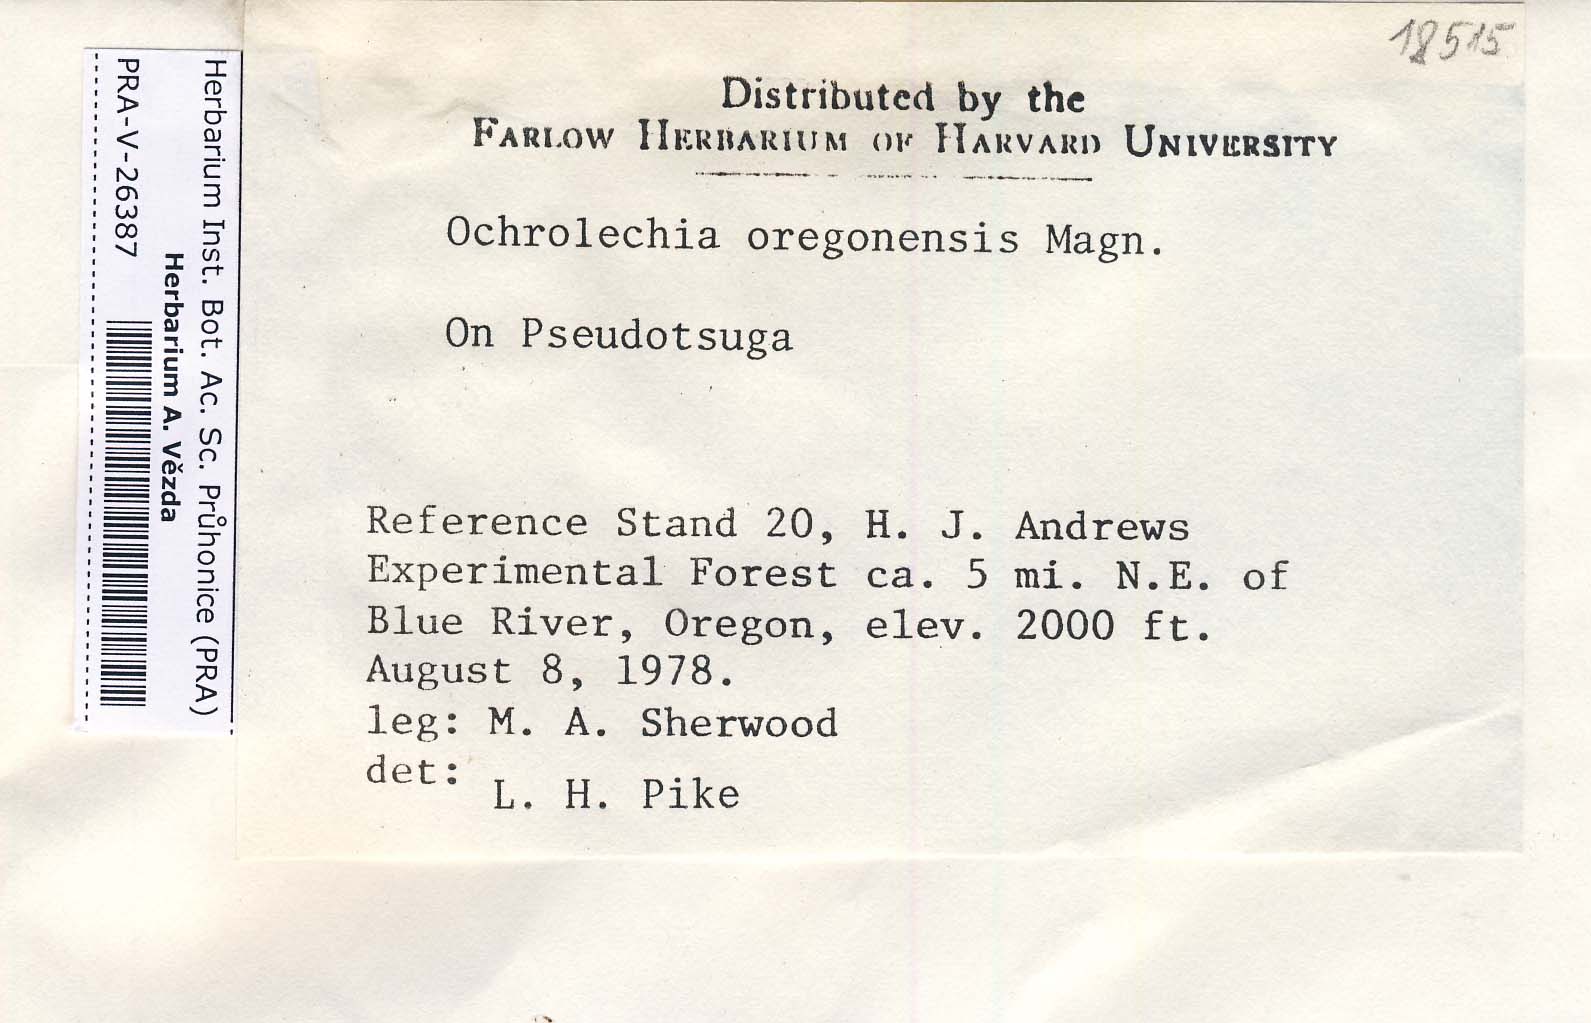 18515
Distributed by the
FARLOW HERBARIUM OF HARVARD UNIVERSITY
Ochrolechia oregonensis Magn.
On Pseudotsuga
Reference Stand 20, H. J. Andrews
Experimental Forest ca. 5 mi. N.E. of
Blue River, Oregon, elev. 2000 ft.
August 8, 1978.
leg: M. A. Sherwood
det: L. H. Pike
Herbarium Inst. Bot. Ac. Sc. Průhonice (PRA)
Herbarium A. Vězda
PRA-V-26387